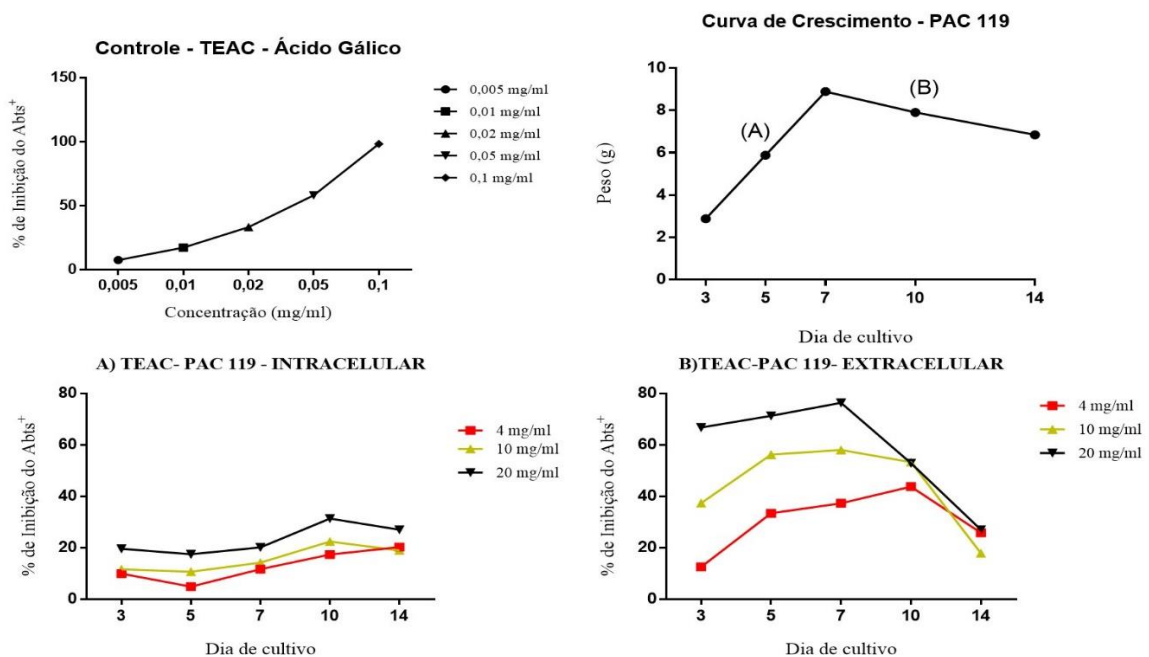 Controle - TEAC - Ácido Gálico
% de Inibição do Abts+
150
100
50
0
0,005
0,01
0,02
0,05
0,1
Concentração (mg/ml)
0,005 mg/ml
0,01 mg/ml
0,02 mg/ml
0,05 mg/ml
0,1 mg/ml
Curva de Crescimento - PAC 119
Peso (g)
10
8
6
4
2
0
(A)
(B)
3
5
7
10
14
Dia de cultivo
A) TEAC- PAC 119 - INTRACELULAR
% de Inibição do Abts+
80
60
40
20
0
3
5
7
10
14
Dia de cultivo
4 mg/ml
10 mg/ml
20 mg/ml
B)TEAC-PAC 119- EXTRACELULAR
% de Inibição do Abts+
80
60
40
20
0
3
5
7
10
14
Dia de cultivo
4 mg/ml
10 mg/ml
20 mg/ml